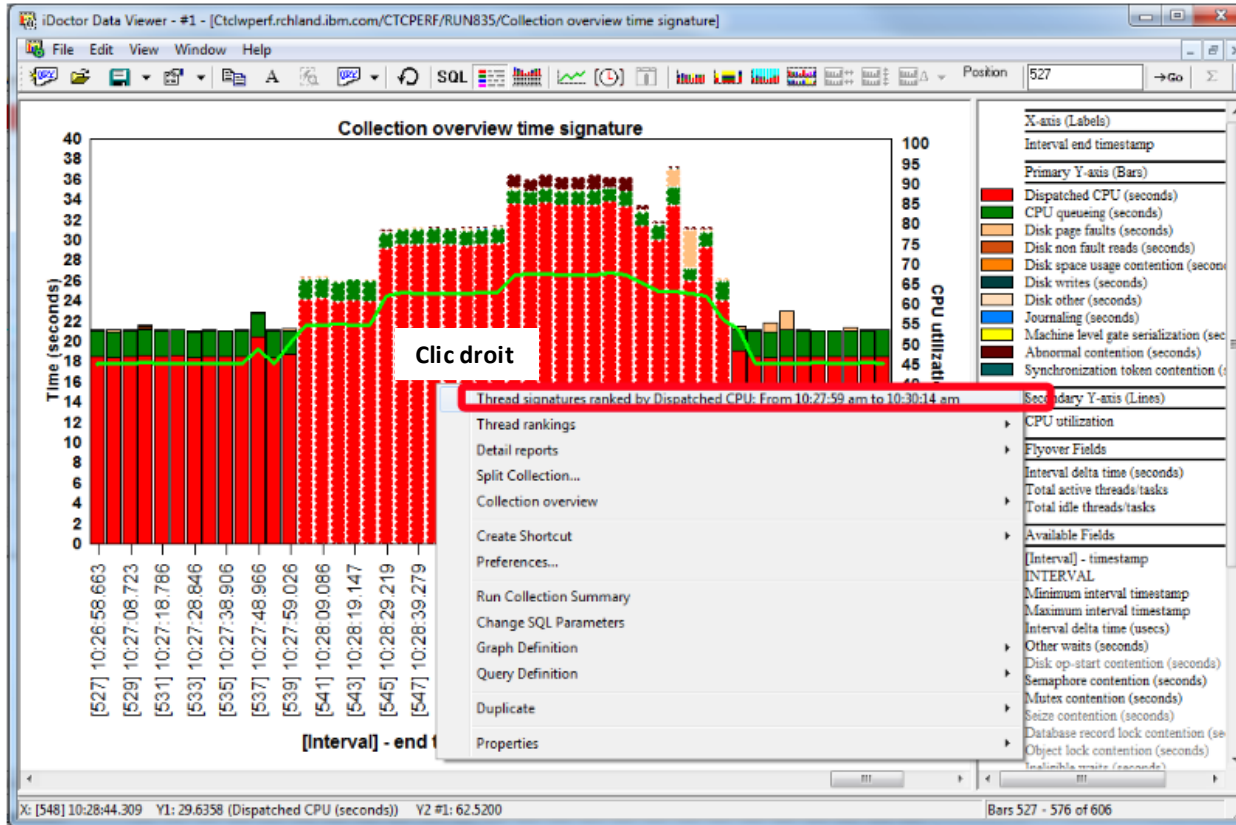 iDoctor Data Viewer - #1 - [Ctclwperf.rchland.ibm.com/CTCPERF/RUN835/Collection overview time signature]
File Edit View Window Help
SQL
Position 527 Go Σ
Collection overview time signature
Time (seconds)
40
38
36
34
32
30
28
26
24
22
20
18
16
14
12
10
8
6
4
2
0
100
95
90
85
80
75
70
65
60
55
50
45
CPU utilizatio
Clic droit
Thread signatures ranked by Dispatched CPU: From 10:27:59 am to 10:30:14 am
Thread rankings
Detail reports
Split Collection...
Collection overview
Create Shortcut
Preferences...
Run Collection Summary
Change SQL Parameters
Graph Definition
Query Definition
Duplicate
Properties
[527] 10:26:58.663
[529] 10:27:08.723
[531] 10:27:18.786
[533] 10:27:28.846
[535] 10:27:38.906
[537] 10:27:48.966
[539] 10:27:59.026
[541] 10:28:09.086
[543] 10:28:19.147
[545] 10:28:29.219
[547] 10:28:39.279
[Interval] - end t
X-axis (Labels)
Interval end timestamp
Primary Y-axis (Bars)
Dispatched CPU (seconds)
CPU queueing (seconds)
Disk page faults (seconds)
Disk non fault reads (seconds)
Disk space usage contention (secon
Disk writes (seconds)
Disk other (seconds)
Journaling (seconds)
Machine level gate serialization (sec
Abnormal contention (seconds)
Synchronization token contention (s
Secondary Y-axis (Lines)
CPU utilization
Flyover Fields
Interval delta time (seconds)
Total active threads/tasks
Total idle threads/tasks
Available Fields
[Interval] - timestamp
INTERVAL
Minimum interval timestamp
Maximum interval timestamp
Interval delta time (usecs)
Other waits (seconds)
Disk op-start contention (seconds)
Semaphore contention (seconds)
Mutex contention (seconds)
Seize contention (seconds)
Database record lock contention (se
Object lock contention (seconds)
Ineligible waits (seconds)
X: [548] 10:28:44.309 Y1: 29.6358 (Dispatched CPU (seconds)) Y2 #1: 62.5200
Bars 527 - 576 of 606